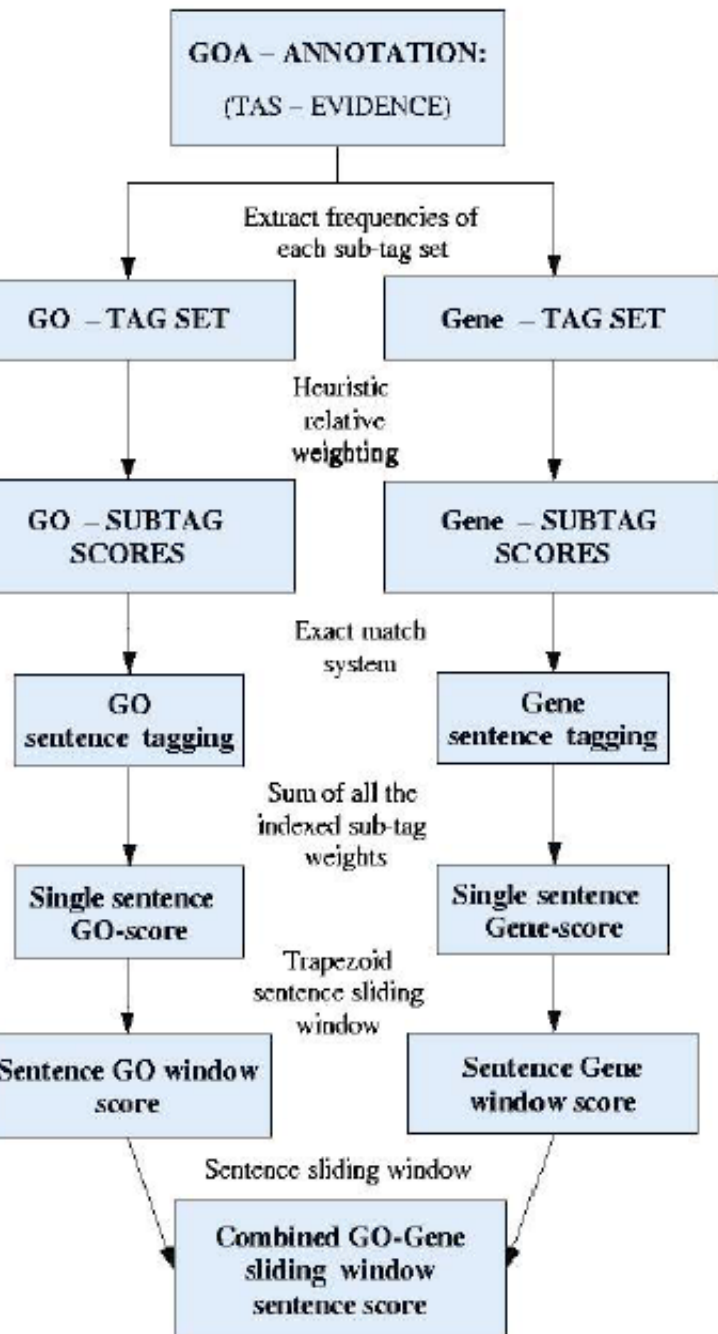 GOA – ANNOTATION:
(TAS – EVIDENCE)
Extract frequencies of
each sub-tag set
GO – TAG SET
Gene – TAG SET
Heuristic
relative
weighting
GO – SUBTAG
SCORES
Gene – SUBTAG
SCORES
Exact match
system
GO
sentence tagging
Gene
sentence tagging
Sum of all the
indexed sub-tag
weights
Single sentence
GO-score
Single sentence
Gene-score
Trapezoid
sentence sliding
window
Sentence GO window
score
Sentence Gene
window score
Sentence sliding window
Combined GO-Gene
sliding window
sentence score